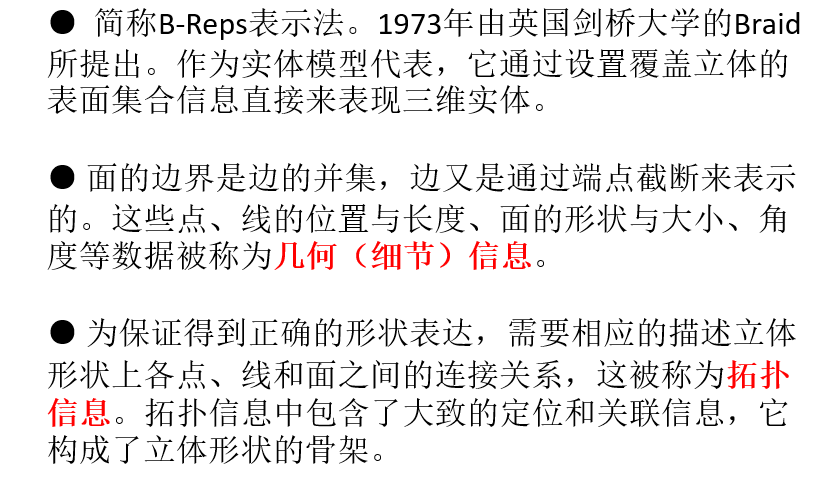 ● 简称B-Reps表示法。1973年由英国剑桥大学的Braid
所提出。作为实体模型代表，它通过设置覆盖立体的
表面集合信息直接来表现三维实体。
● 面的边界是边的并集，边又是通过端点截断来表示
的。这些点、线的位置与长度、面的形状与大小、角
度等数据被称为几何（细节）信息。
● 为保证得到正确的形状表达，需要相应的描述立体
形状上各点、线和面之间的连接关系，这被称为拓扑
信息。拓扑信息中包含了大致的定位和关联信息，它
构成了立体形状的骨架。